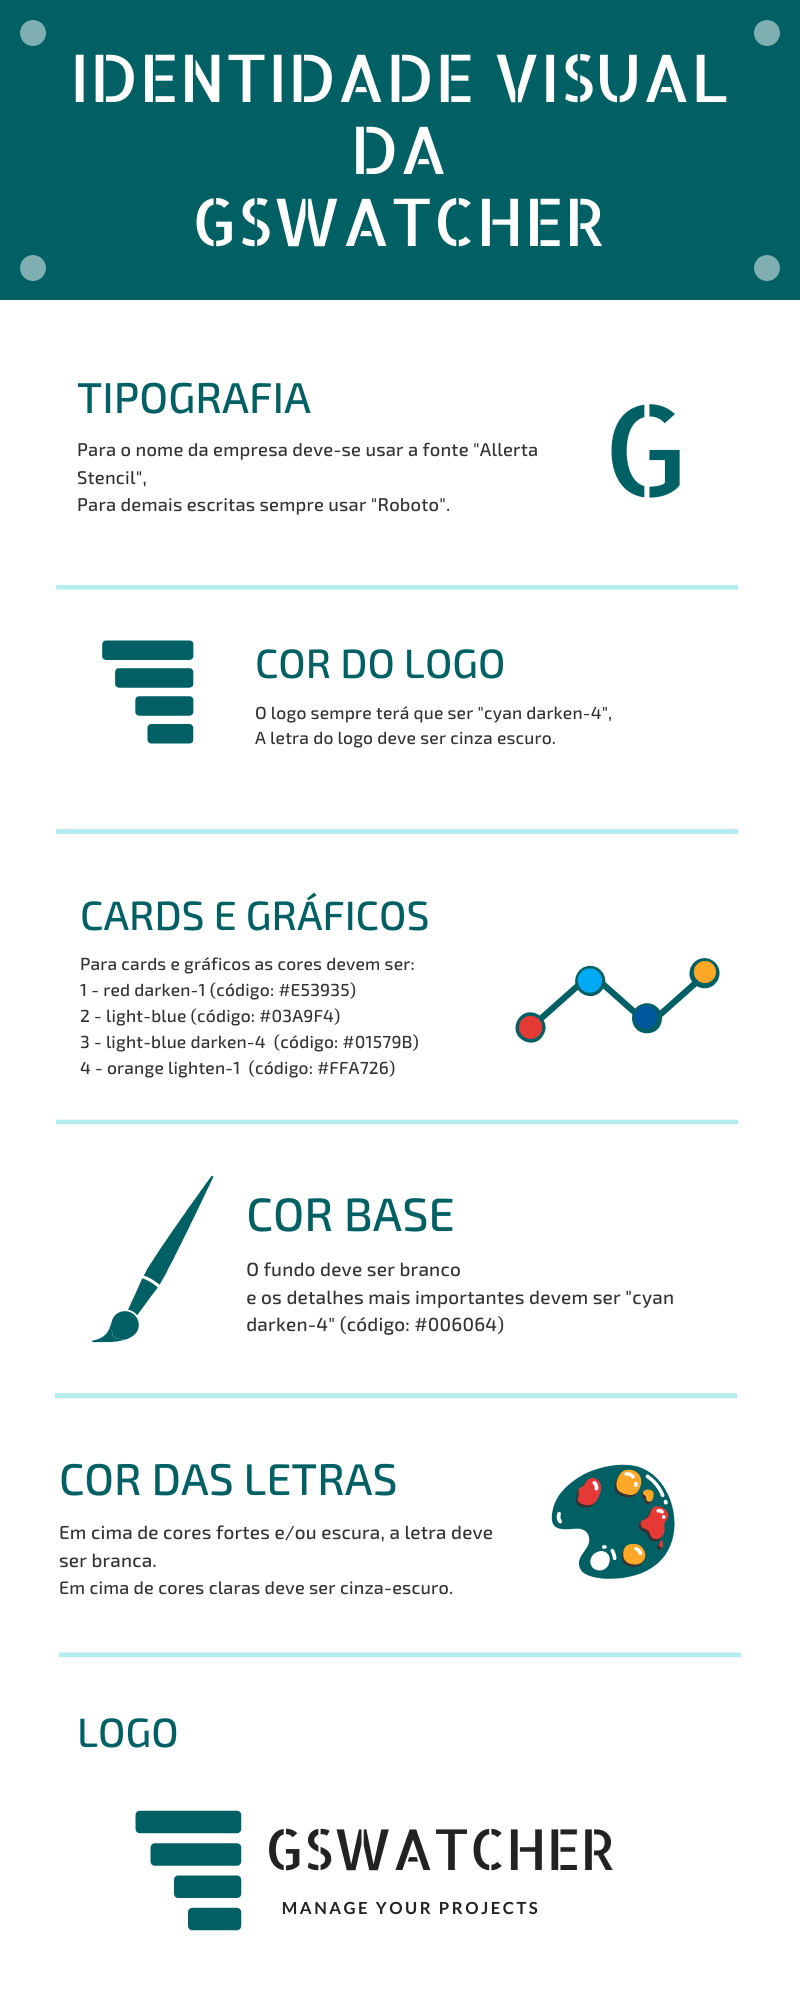 IDENTIDADE VISUAL
DA
GSWATCHER
TIPOGRAFIA
Para o nome da empresa deve-se usar a fonte "Allerta
Stencil",
Para demais escritas sempre usar "Roboto".
G
COR DO LOGO
O logo sempre terá que ser "cyan darken-4",
A letra do logo deve ser cinza escuro.
CARDS E GRÁFICOS
Para cards e gráficos as cores devem ser:
1 - red darken-1 (código: #E53935)
2 - light-blue (código: #03A9F4)
3 - light-blue darken-4 (código: #01579B)
4 - orange lighten-1 (código: #FFA726)
COR BASE
O fundo deve ser branco
e os detalhes mais importantes devem ser "cyan
darken-4" (código: #006064)
COR DAS LETRAS
Em cima de cores fortes e/ou escura, a letra deve
ser branca.
Em cima de cores claras deve ser cinza-escuro.
LOGO
GSWATCHER
MANAGE YOUR PROJECTS